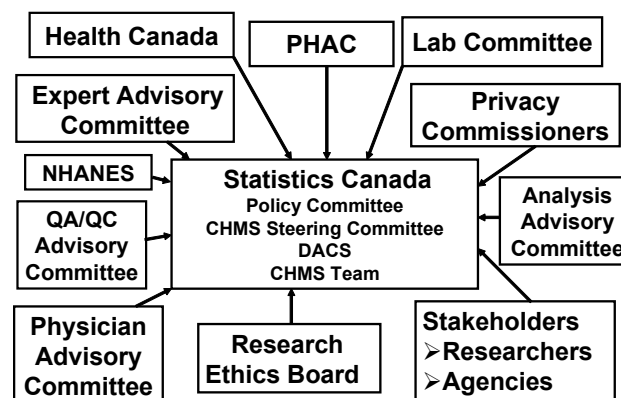 Health Canada
PHAC
Lab Committee
Expert Advisory
Committee
Privacy
Commissioners
NHANES
Statistics Canada
Policy Committee
CHMS Steering Committee
DACS
CHMS Team
QA/QC
Advisory
Committee
Analysis
Advisory
Committee
Physician
Advisory
Committee
Research
Ethics Board
Stakeholders
➢Researchers
➢Agencies